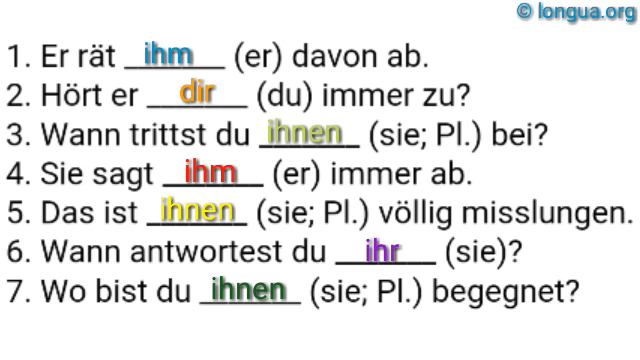 © longua.org
1. Er rät ihm (er) davon ab.
2. Hört er dir (du) immer zu?
3. Wann trittst du ihnen (sie; Pl.) bei?
4. Sie sagt ihm (er) immer ab.
5. Das ist ihnen (sie; Pl.) völlig misslungen.
6. Wann antwortest du ihr (sie)?
7. Wo bist du ihnen (sie; Pl.) begegnet?